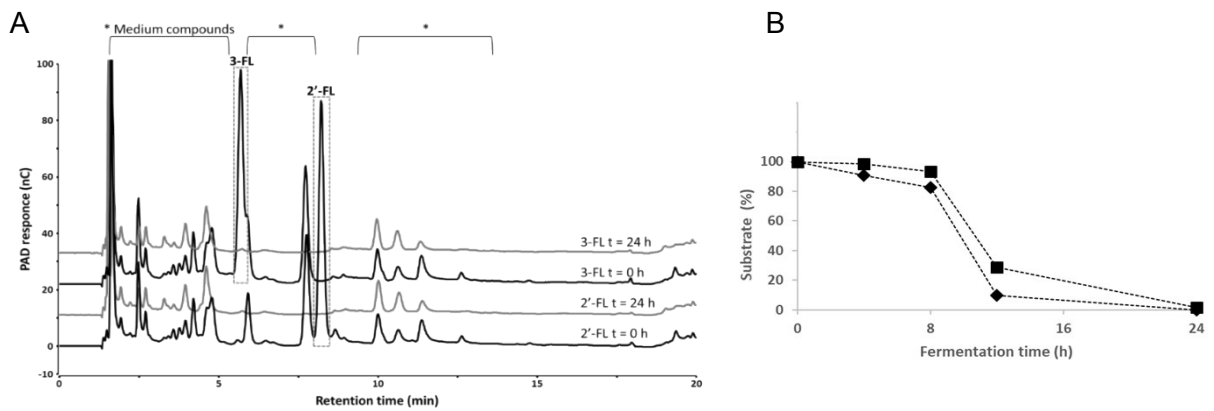 A
B
* Medium compounds * *
3-FL
2'-FL
100
80
60
40
20
0
-10
PAD responce (nC)
3-FL t = 24 h
3-FL t = 0 h
2'-FL t = 24 h
2'-FL t = 0 h
0 5 10 15 20
Retention time (min)
100
80
60
40
20
0
Substrate (%)
0 8 16 24
Fermentation time (h)